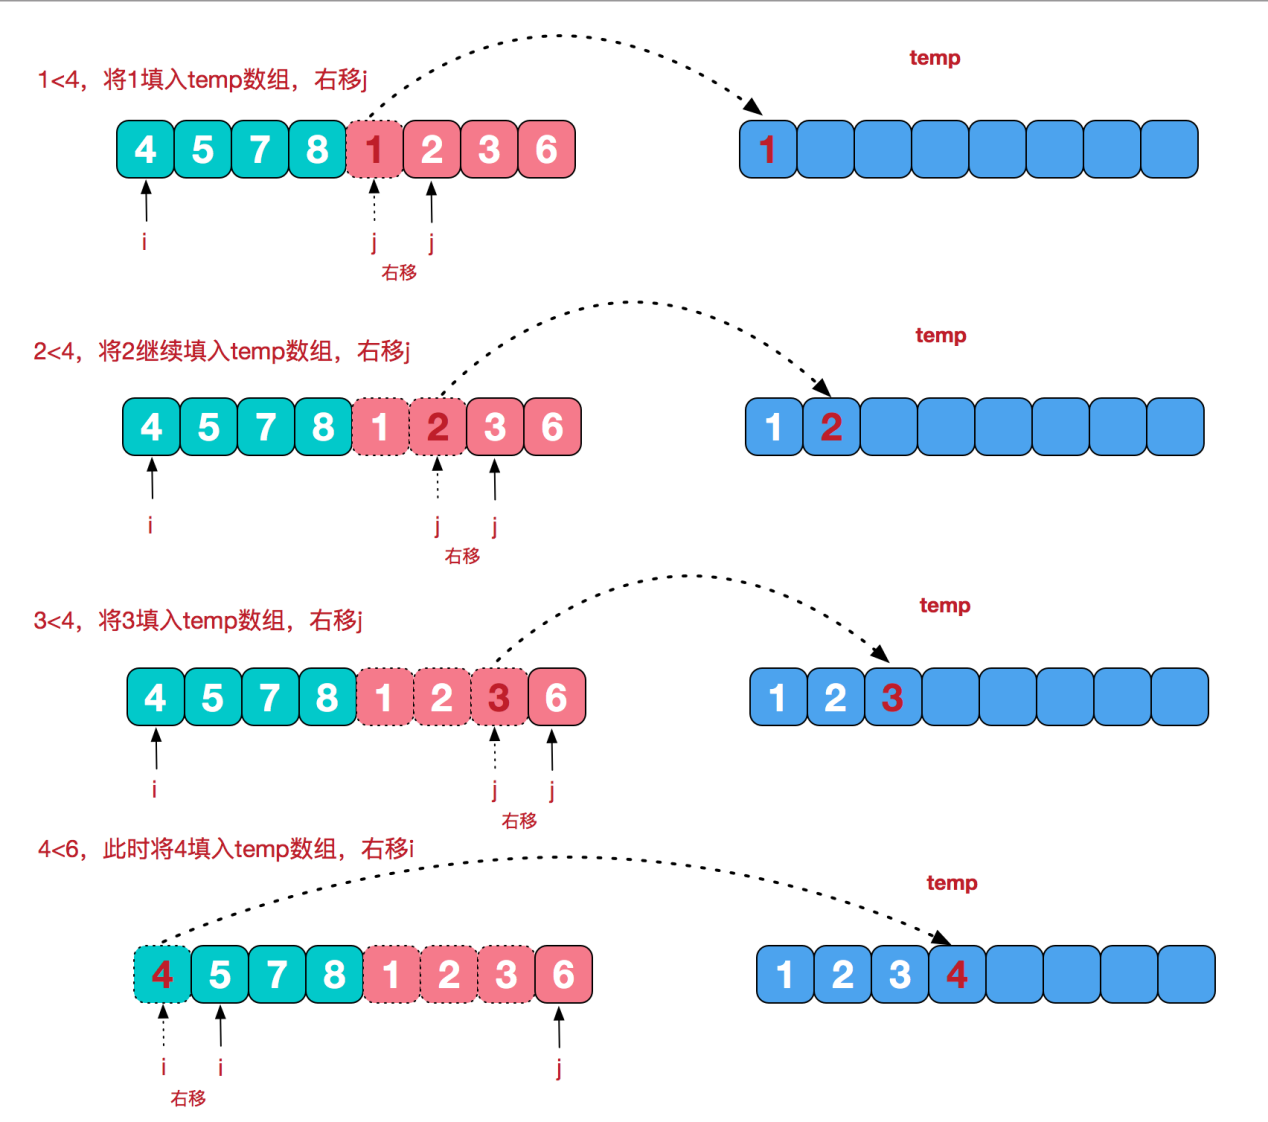 1<4，将1填入temp数组，右移j
temp
4 5 7 8 1 2 3 6
1
i j j
右移
2<4，将2继续填入temp数组，右移j
temp
4 5 7 8 1 2 3 6
1 2
i j j
右移
3<4，将3填入temp数组，右移j
temp
4 5 7 8 1 2 3 6
1 2 3
i j j
右移
4<6，此时将4填入temp数组，右移i
temp
4 5 7 8 1 2 3 6
1 2 3 4
i i j
右移